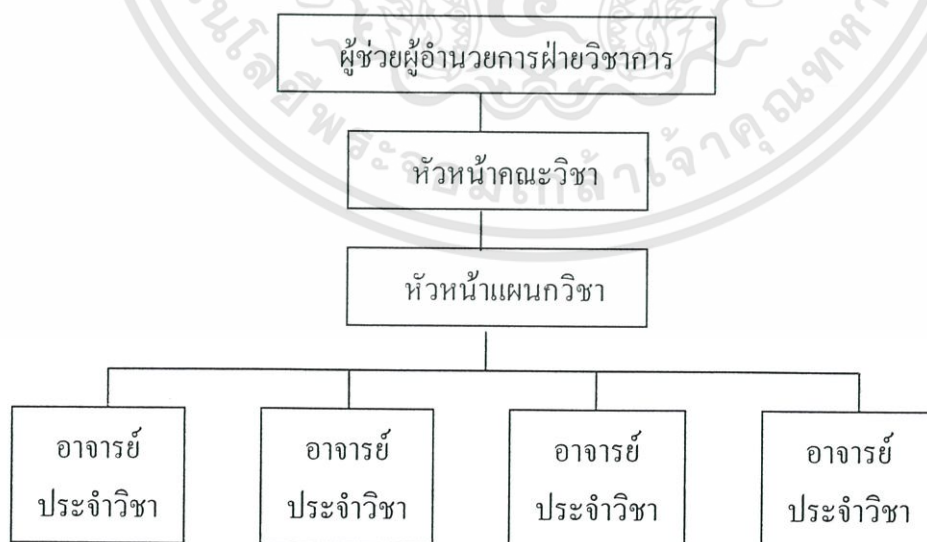 ผู้ช่วยผู้อำนวยการฝ่ายวิชาการ
หัวหน้าคณะวิชา
หัวหน้าแผนกวิชา
อาจารย์
ประจำวิชา
อาจารย์
ประจำวิชา
อาจารย์
ประจำวิชา
อาจารย์
ประจำวิชา